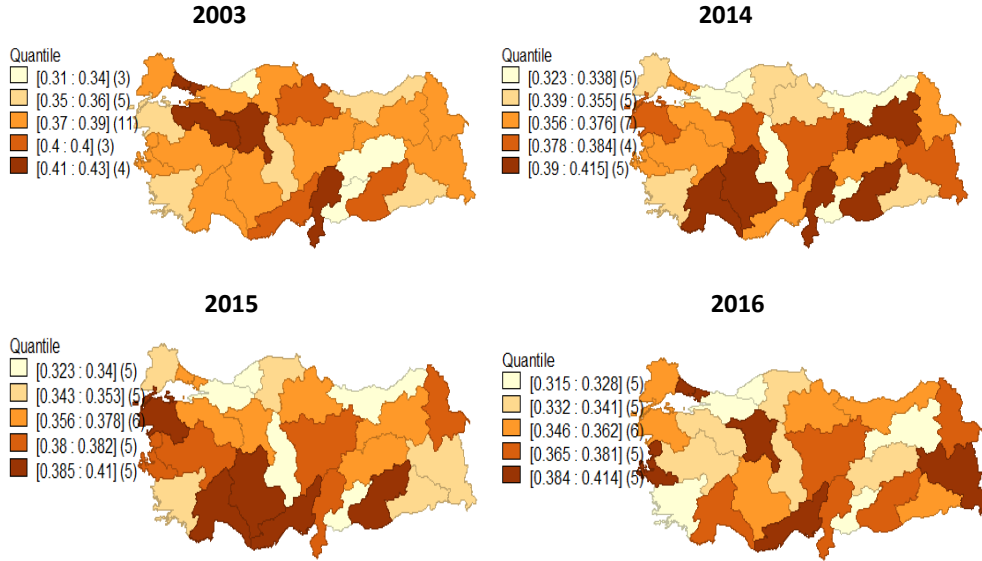 2003
Quantile
[0.31 : 0.34] (3)
[0.35 : 0.36] (5)
[0.37 : 0.39] (11)
[0.4 : 0.4] (3)
[0.41 : 0.43] (4)
2014
Quantile
[0.323 : 0.338] (5)
[0.339 : 0.355] (5)
[0.356 : 0.376] (7)
[0.378 : 0.384] (4)
[0.39 : 0.415] (5)
2015
Quantile
[0.323 : 0.34] (5)
[0.343 : 0.353] (5)
[0.356 : 0.378] (6)
[0.38 : 0.382] (5)
[0.385 : 0.41] (5)
2016
Quantile
[0.315 : 0.328] (5)
[0.332 : 0.341] (5)
[0.346 : 0.362] (6)
[0.365 : 0.381] (5)
[0.384 : 0.414] (5)